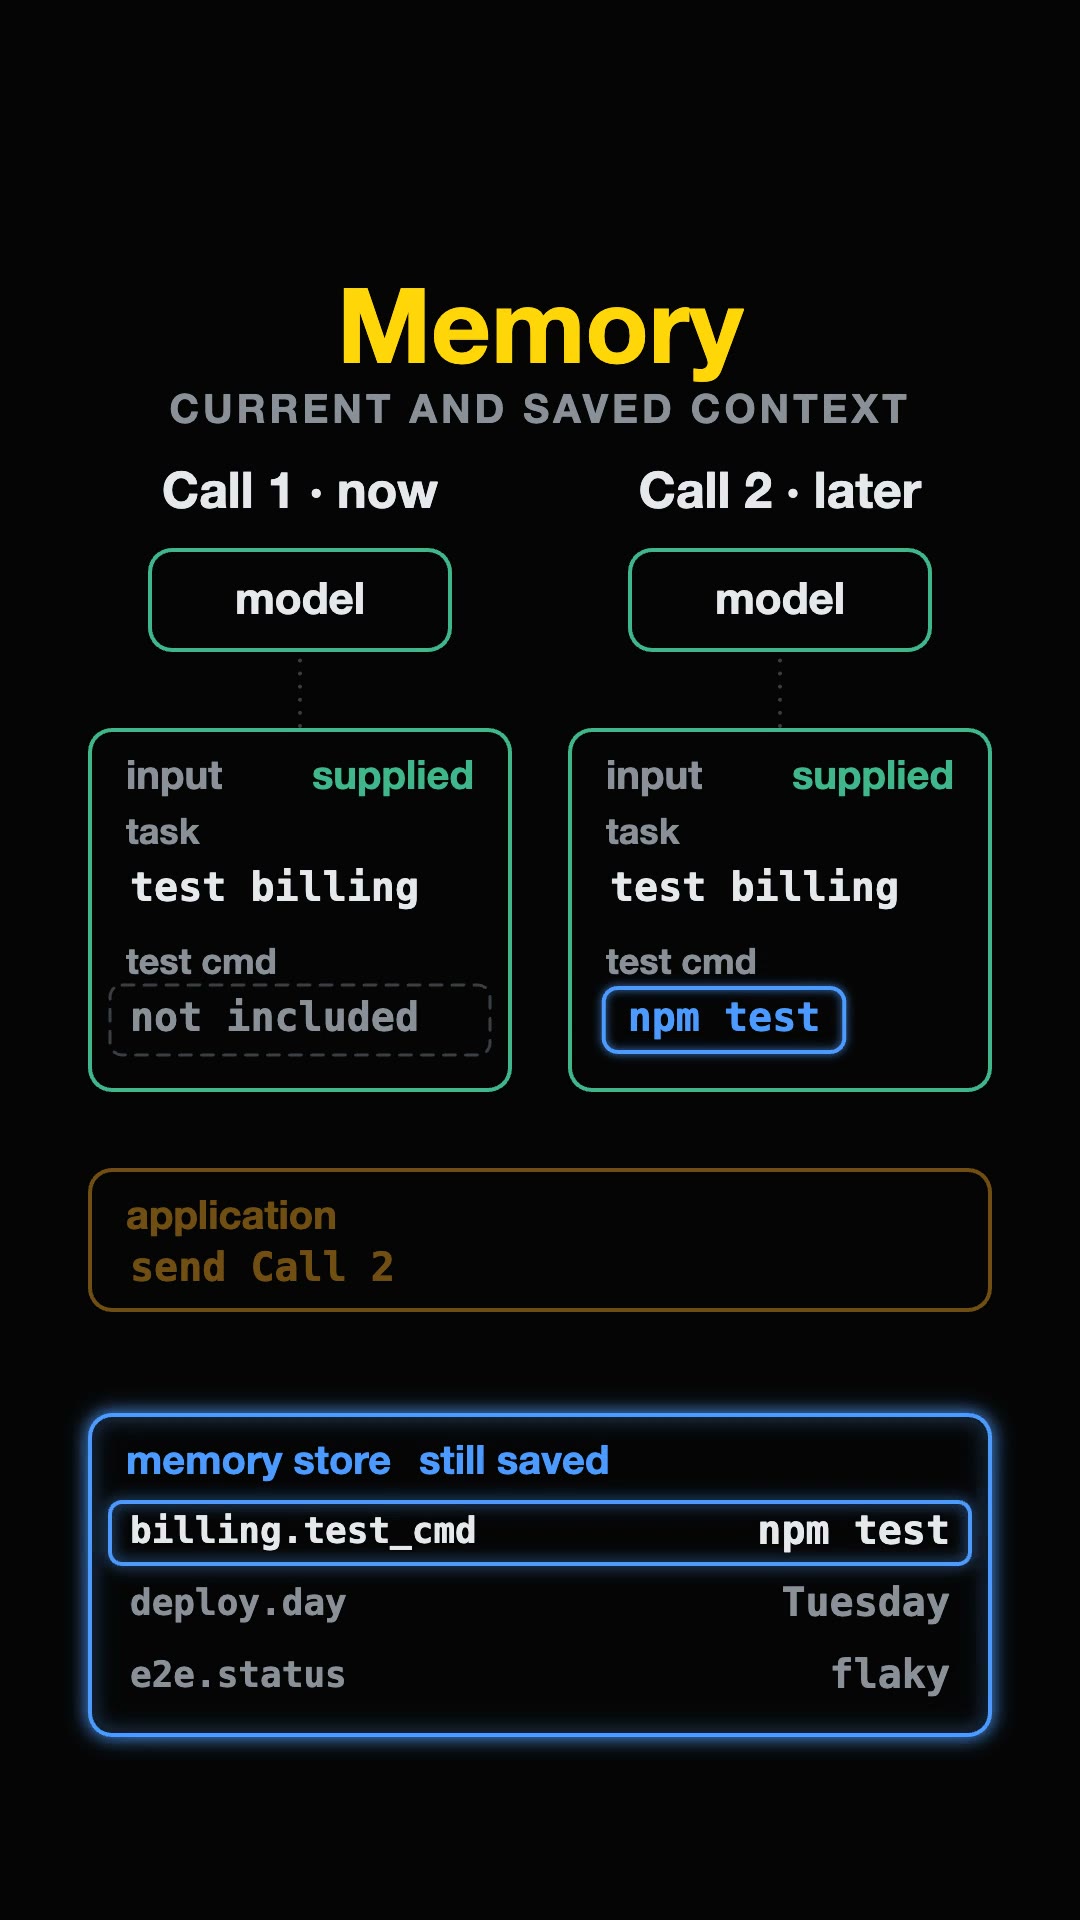 Memory
CURRENT AND SAVED CONTEXT
Call 1 · now
Call 2 · later
model
model
input supplied
task
test billing
test cmd
not included
input supplied
task
test billing
test cmd
npm test
application
send Call 2
memory store still saved
billing.test_cmd npm test
deploy.day Tuesday
e2e.status flaky